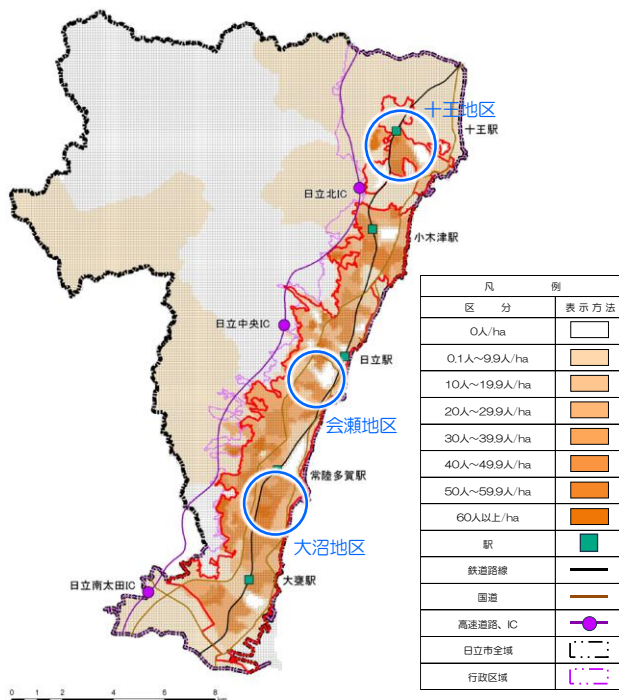 十王地区
十王駅
日立北IC
小木津駅
日立中央IC
日立駅
会瀬地区
常陸多賀駅
大沼地区
日立南太田IC
大甕駅
0 2 4 6 8
凡 例
区 分 表示方法
0人/ha
0.1人~9.9人/ha
10人~19.9人/ha
20人~29.9人/ha
30人~39.9人/ha
40人~49.9人/ha
50人~59.9人/ha
60人以上/ha
駅
鉄道路線
国道
高速道路、IC
日立市全域
行政区域